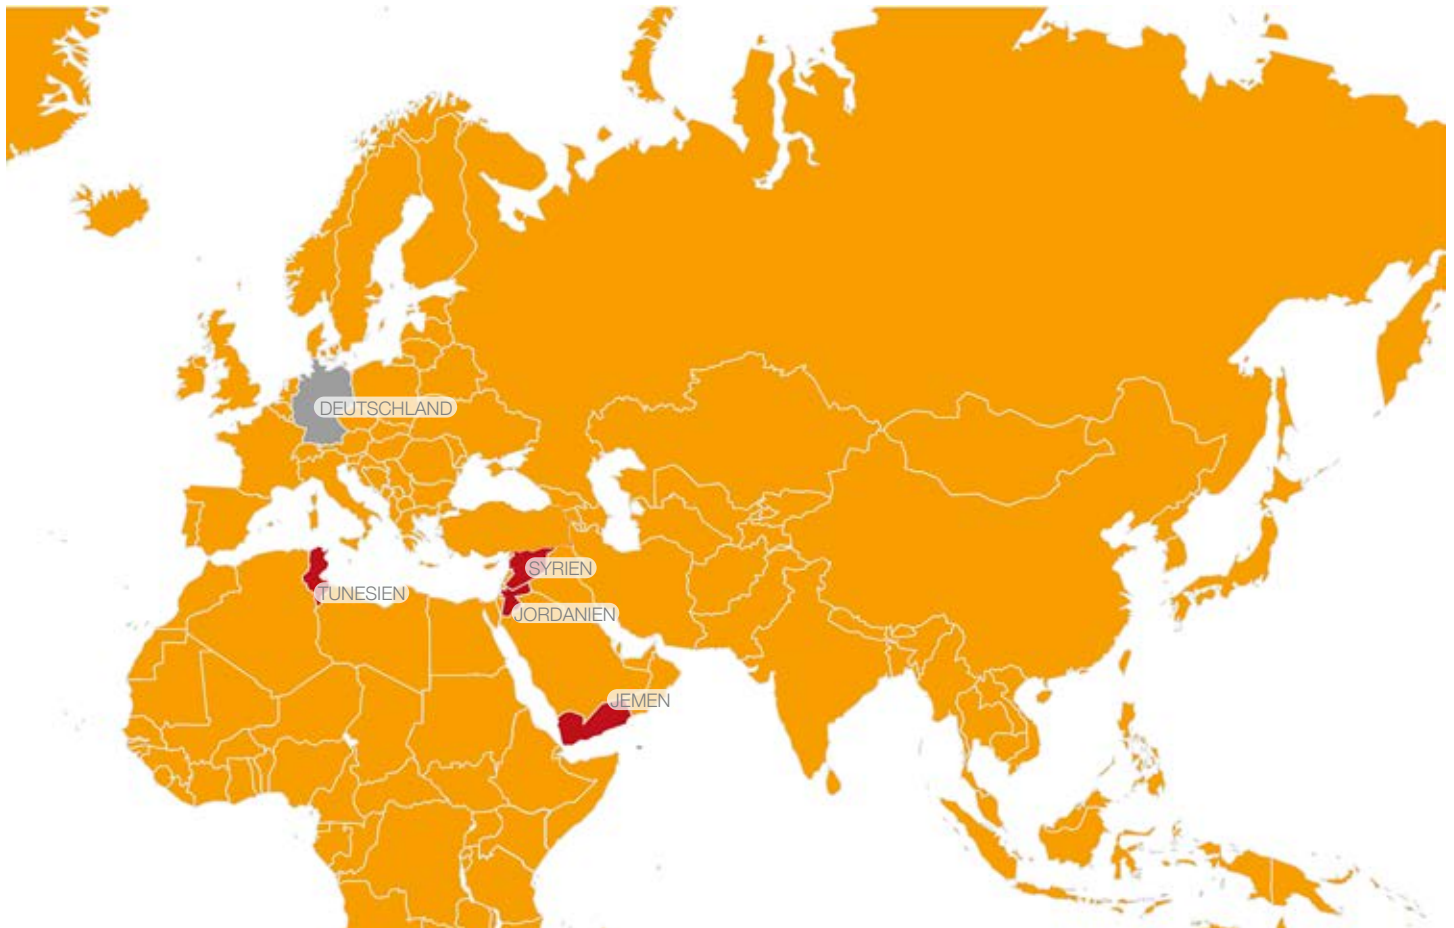 DEUTSCHLAND
SYRIEN
TUNESIEN
JORDANIEN
JEMEN